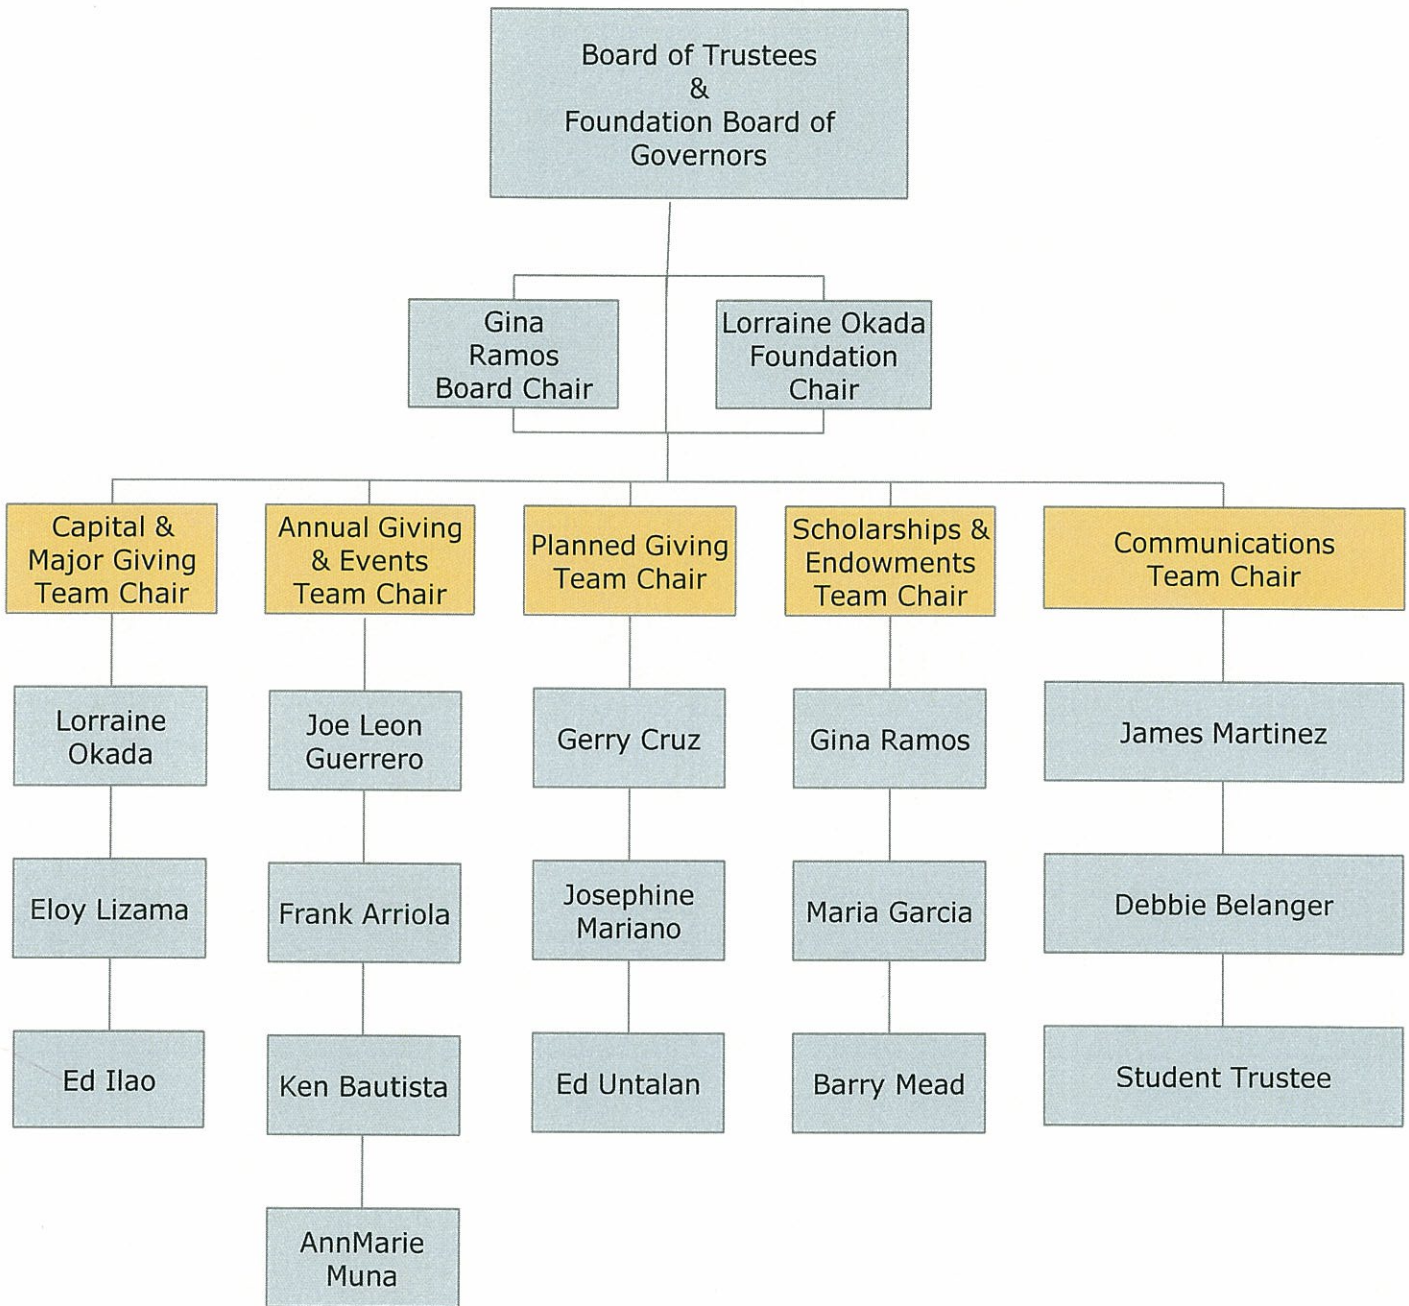 Board of Trustees
&
Foundation Board of
Governors
Gina
Ramos
Board Chair
Lorraine Okada
Foundation
Chair
Capital &
Major Giving
Team Chair
Annual Giving
& Events
Team Chair
Planned Giving
Team Chair
Scholarships &
Endowments
Team Chair
Communications
Team Chair
Lorraine
Okada
Joe Leon
Guerrero
Gerry Cruz
Gina Ramos
James Martinez
Eloy Lizama
Frank Arriola
Josephine
Mariano
Maria Garcia
Debbie Belanger
Ed Ilao
Ken Bautista
Ed Untalan
Barry Mead
Student Trustee
AnnMarie
Muna